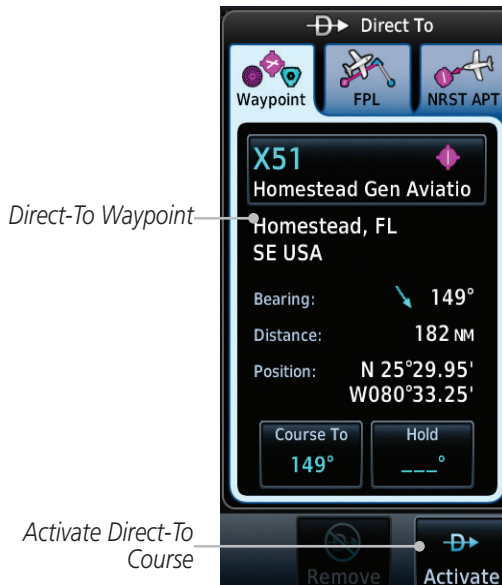 Direct To
Waypoint
FPL
NRST APT
X51
Homestead Gen Aviatio
Direct-To Waypoint
Homestead, FL
SE USA
Bearing: 149°
Distance: 182 NM
Position: N 25°29.95'
W080°33.25'
Course To
149°
Hold
___°
Activate Direct-To
Course
Remove
Activate